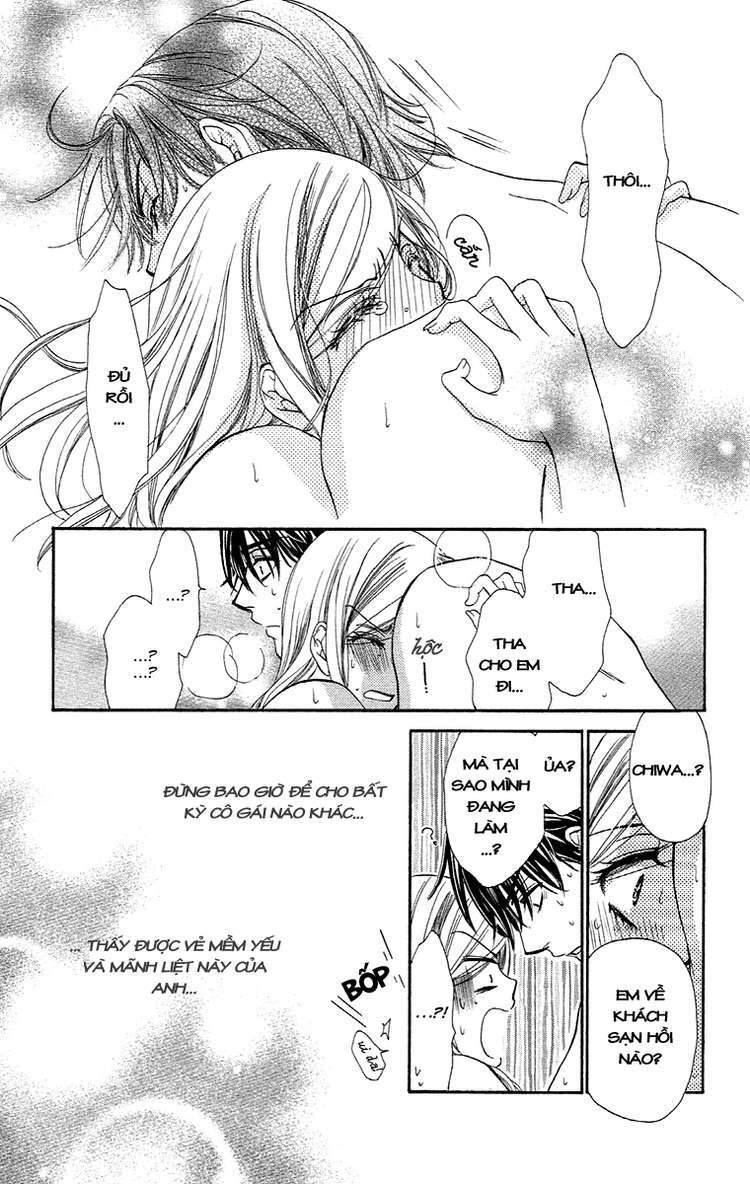 THÔI...
cắn
ĐỦ
RỒI
...
THA...
THA
CHO EM
ĐI...
hộc
...?
...?
...?
CHIWA...?
EM VỀ
KHÁCH
SẠN HỒI
NÀO?
ỦA?
MÀ TẠI
SAO MÌNH
ĐANG
LÀM
...?
...?!
BỐP
ui da!
ĐỪNG BAO GIỜ ĐỂ CHO BẤT
KỲ CÔ GÁI NÀO KHÁC...
... THẤY ĐƯỢC VẺ MỀM YẾU
VÀ MÃNH LIỆT NÀY CỦA
ANH...